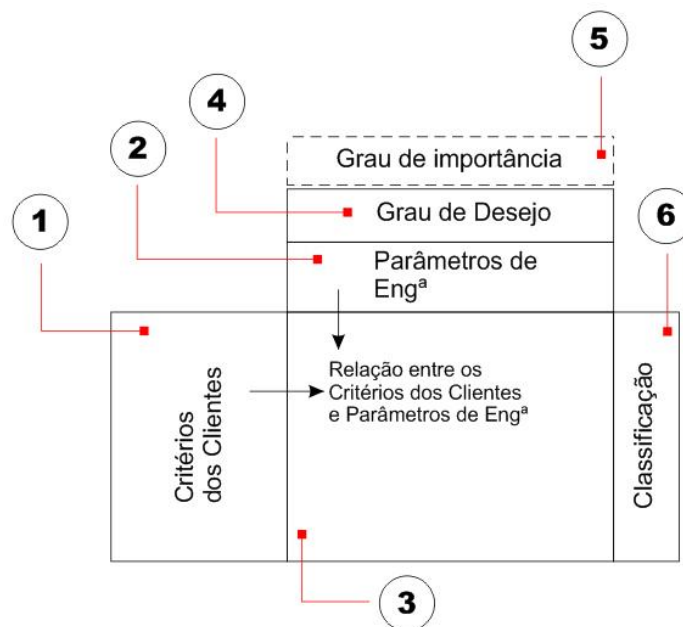 5
4
2
Grau de importância
6
1
Grau de Desejo
Parâmetros de
Engª
Relação entre os
Critérios dos Clientes
e Parâmetros de Engª
Critérios
dos Clientes
Classificação
3